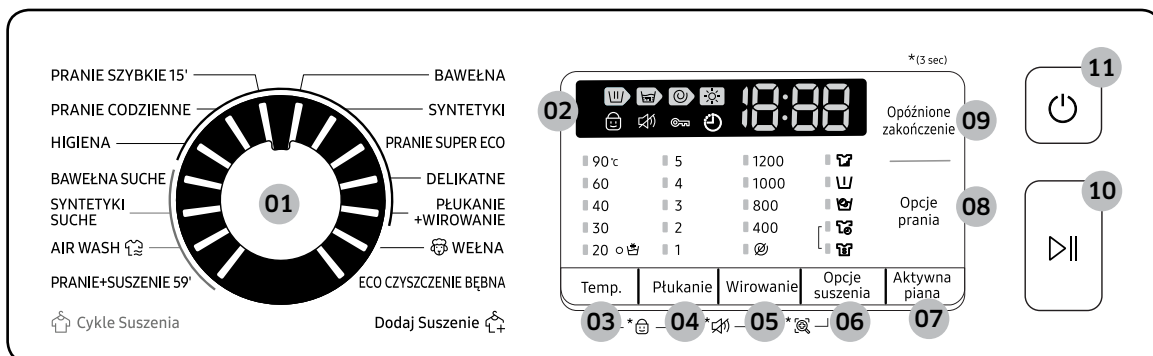 PRANIE SZYBKIE 15'
PRANIE CODZIENNE
HIGIENA
BAWEŁNA SUCHE
SYNTETYKI
SUCHE
AIR WASH
PRANIE+SUSZENIE 59'
Cykle Suszenia
01
BAWEŁNA
SYNTETYKI
PRANIE SUPER ECO
DELIKATNE
PŁUKANIE
+WIROWANIE
WEŁNA
ECO CZYSZCZENIE BĘBNA
Dodaj Suszenie
02
18:88
90℃
60
40
30
20
5
4
3
2
1
1200
1000
800
400
Temp.
Płukanie
Wirowanie
Opcje
suszenia
Aktywna
piana
03
*
04
*
05
*
06
07
*(3 sec)
Opóźnione
zakończenie
09
Opcje
prania
08
11
10